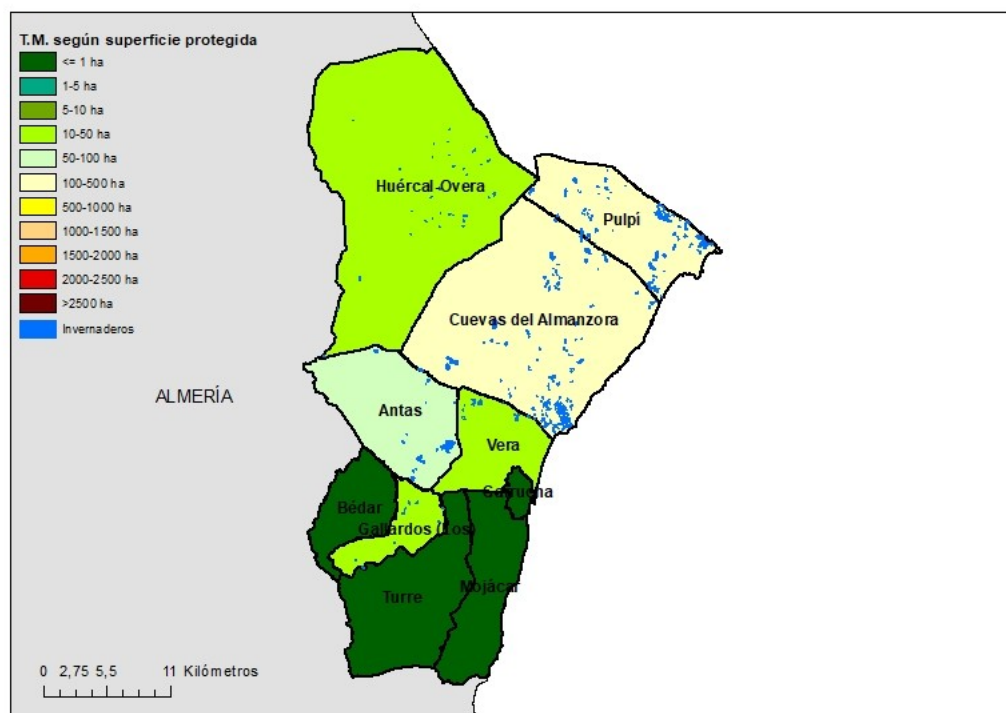 T.M. según superficie protegida
<= 1 ha
1-5 ha
5-10 ha
10-50 ha
50-100 ha
100-500 ha
500-1000 ha
1000-1500 ha
1500-2000 ha
2000-2500 ha
>2500 ha
Invernaderos
Huércal-Overa
Pulpí
Cuevas del Almanzora
ALMERÍA
Antas
Vera
Garrucha
Bédar
Gallardos (Los)
Mojácar
Turre
0 2,75 5,5 11 Kilómetros